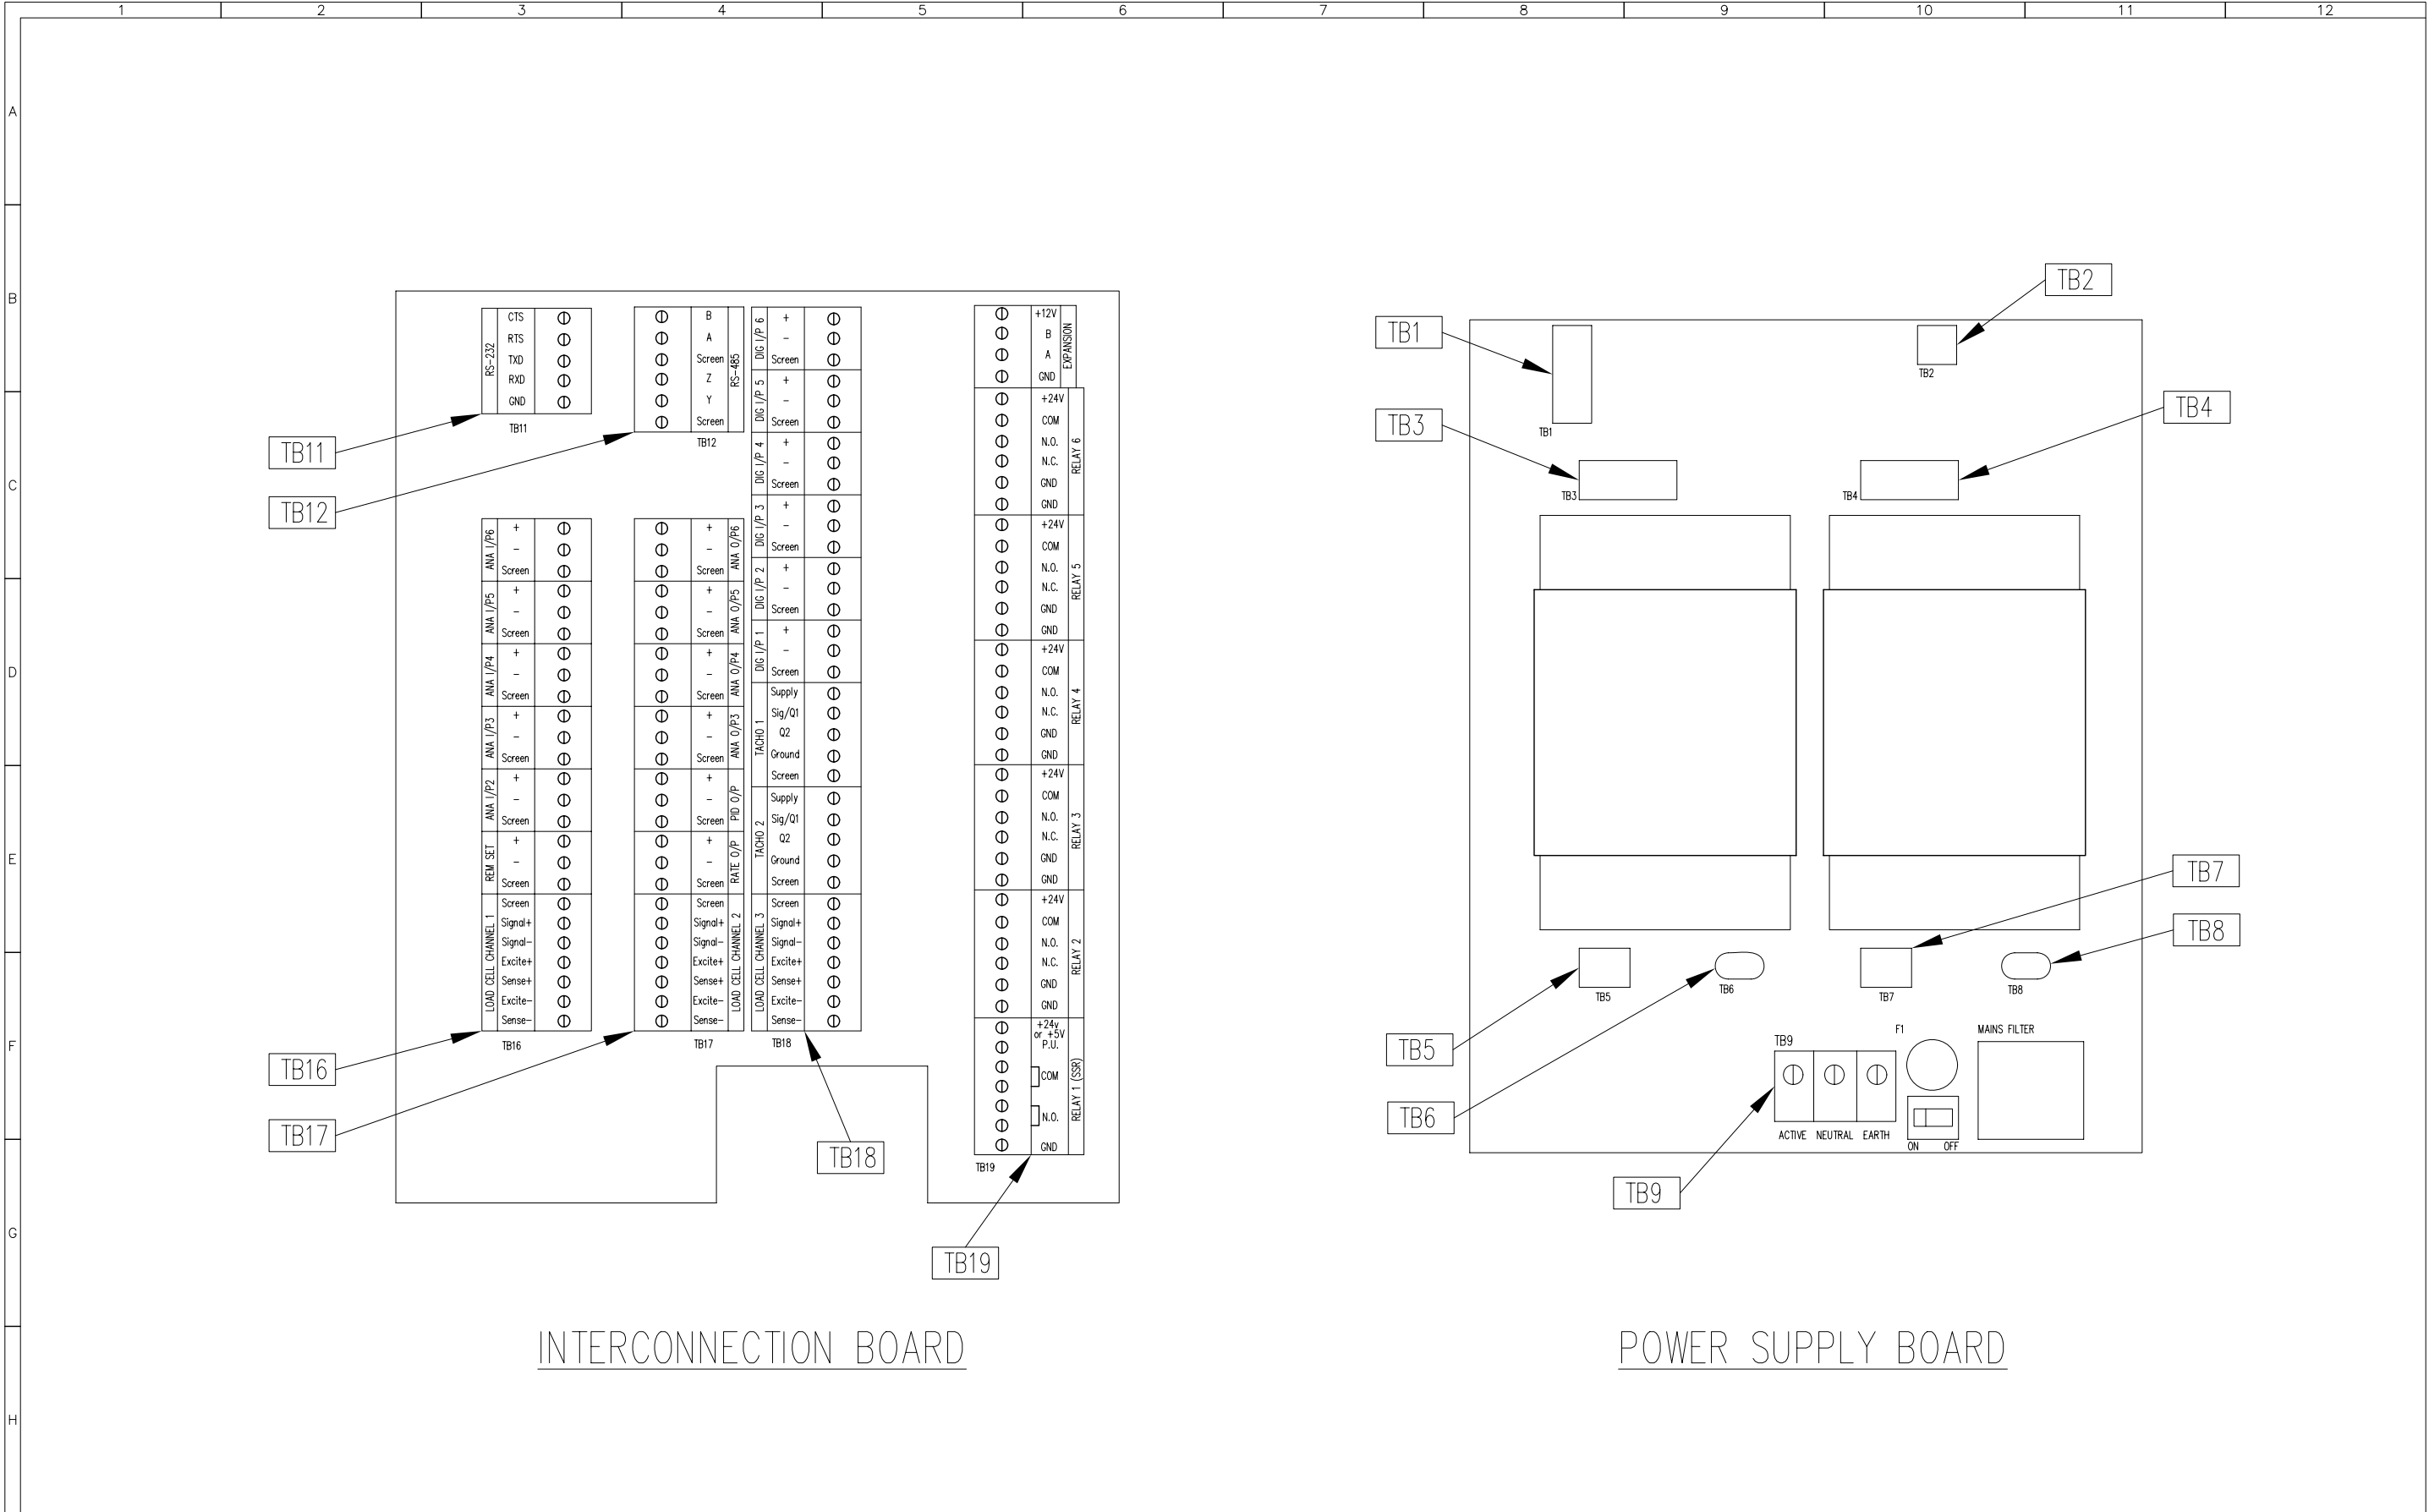 1 2 3 4 5 6 7 8 9 10 11 12
A
B
C
D
E
F
G
H
TB11
TB12
TB16
TB17
TB18
TB19
RS-232
CTS
RTS
TXD
RXD
GND
TB11
ANA I/P6
+
-
Screen
ANA I/P5
+
-
Screen
ANA I/P4
+
-
Screen
ANA I/P3
+
-
Screen
ANA I/P2
+
-
Screen
REM SET
+
-
Screen
LOAD CELL CHANNEL 1
Screen
Signal+
Signal-
Excite+
Sense+
Excite-
Sense-
TB16
RS-485
B
A
Screen
Z
Y
Screen
TB12
ANA O/P6
+
-
Screen
ANA O/P5
+
-
Screen
ANA O/P4
+
-
Screen
ANA O/P3
+
-
Screen
PID O/P
+
-
Screen
RATE O/P
+
-
Screen
LOAD CELL CHANNEL 2
Screen
Signal+
Signal-
Excite+
Sense+
Excite-
Sense-
TB17
DIG I/P 6
+
-
Screen
DIG I/P 5
+
-
Screen
DIG I/P 4
+
-
Screen
DIG I/P 3
+
-
Screen
DIG I/P 2
+
-
Screen
DIG I/P 1
+
-
Screen
TACHO 1
Supply
Sig/Q1
Q2
Ground
Screen
TACHO 2
Supply
Sig/Q1
Q2
Ground
Screen
LOAD CELL CHANNEL 3
Screen
Signal+
Signal-
Excite+
Sense+
Excite-
Sense-
TB18
EXPANSION
+12V
B
A
GND
RELAY 6
+24V
COM
N.O.
N.C.
GND
GND
RELAY 5
+24V
COM
N.O.
N.C.
GND
GND
RELAY 4
+24V
COM
N.O.
N.C.
GND
GND
RELAY 3
+24V
COM
N.O.
N.C.
GND
GND
RELAY 2
+24V
COM
N.O.
N.C.
GND
GND
RELAY 1 (SSR)
+24v
or +5V
P.U.
COM
N.O.
GND
TB19
INTERCONNECTION BOARD
TB1
TB2
TB3
TB4
TB5
TB6
TB7
TB8
TB9
TB1
TB2
TB3
TB4
TB5
TB6
TB7
TB8
TB9
F1
MAINS FILTER
ACTIVE NEUTRAL EARTH
ON OFF
POWER SUPPLY BOARD